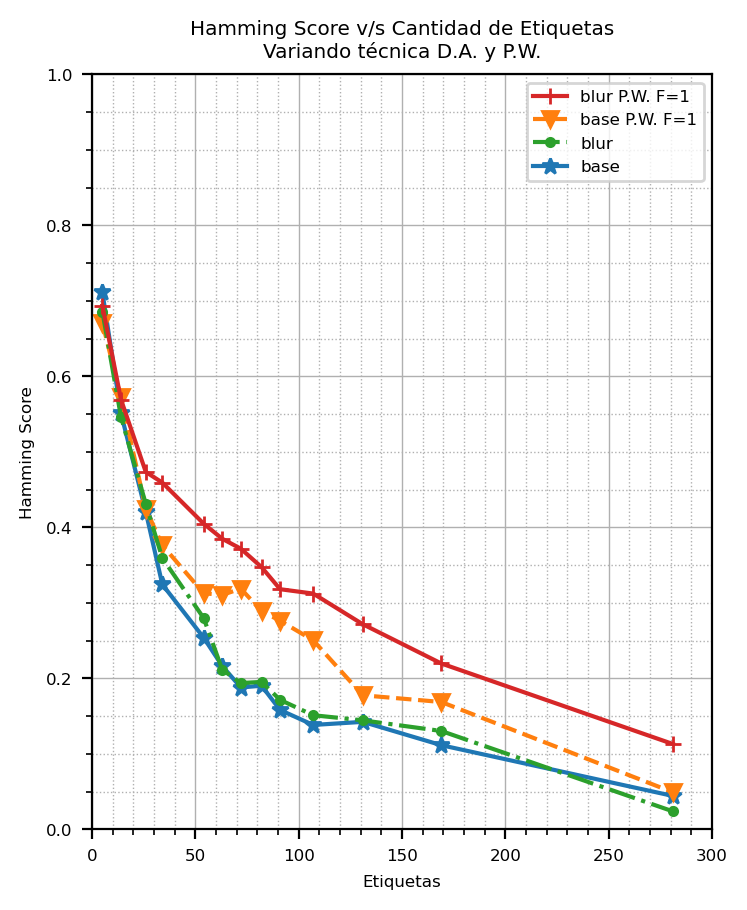 Hamming Score v/s Cantidad de Etiquetas
Variando técnica D.A. y P.W.
blur P.W. F=1
base P.W. F=1
blur
base
Hamming Score
1.0
0.8
0.6
0.4
0.2
0.0
0 50 100 150 200 250 300
Etiquetas